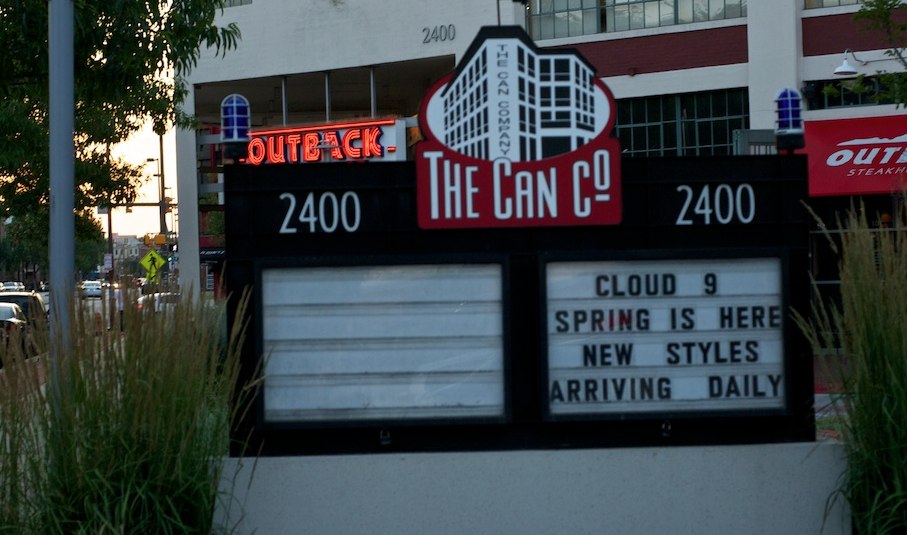 2400
OUTBACK
THE CAN COMPANY
THE CAN CO
2400
2400
OUT
STEAKH
CLOUD 9
SPRING IS HERE
NEW STYLES
ARRIVING DAILY